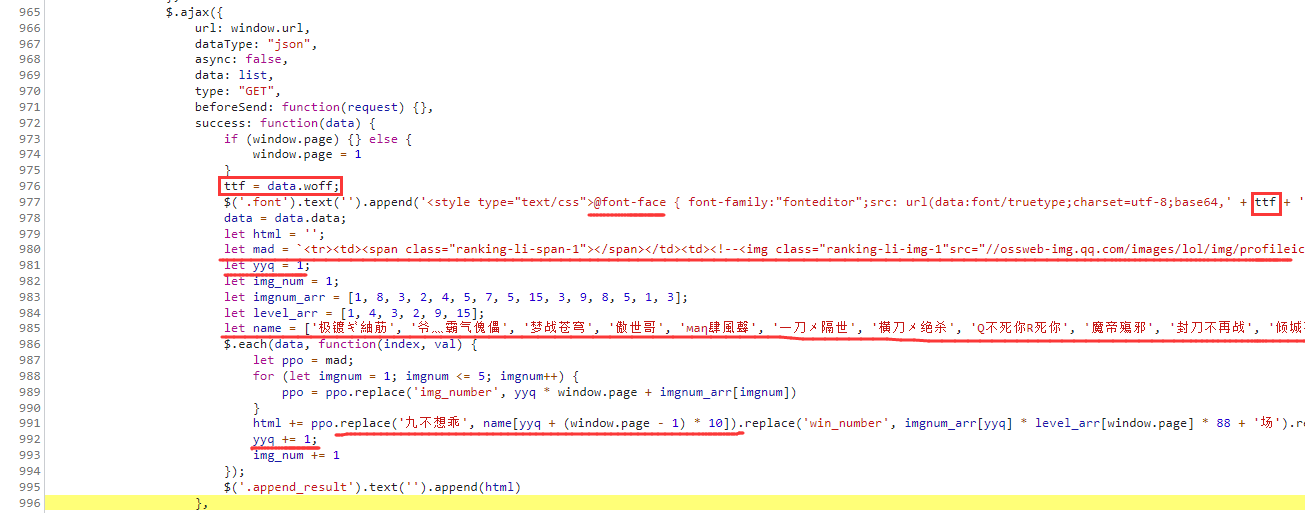 965 $.ajax({
966 url: window.url,
967 dataType: "json",
968 async: false,
969 data: list,
970 type: "GET",
971 beforeSend: function(request) {},
972 success: function(data) {
973 if (window.page) {} else {
974 window.page = 1
975 }
976 ttf = data.woff;
977 $('.font').text('').append('<style type="text/css">@font-face { font-family:"fonteditor";src: url(data:font/truetype;charset=utf-8;base64,' + ttf + '
978 data = data.data;
979 let html = '';
980 let mad = `<tr><td><span class="ranking-li-span-1"></span></td><td><!--<img class="ranking-li-img-1"src="//ossweb-img.qq.com/images/lol/img/profileic
981 let yyq = 1;
982 let img_num = 1;
983 let imgnum_arr = [1, 8, 3, 2, 4, 5, 7, 5, 15, 3, 9, 8, 5, 1, 3];
984 let level_arr = [1, 4, 3, 2, 9, 15];
985 let name = ['极镀ギ紬荕', '爷灬霸气傀儡', '梦战苍穹', '傲世哥', 'мaη肆風聲', '一刀メ隔世', '横刀メ绝杀', 'Q不死你R死你', '魔帝殤邪', '封刀不再战', '倾城
986 $.each(data, function(index, val) {
987 let ppo = mad;
988 for (let imgnum = 1; imgnum <= 5; imgnum++) {
989 ppo = ppo.replace('img_number', yyq * window.page + imgnum_arr[imgnum])
990 }
991 html += ppo.replace('九不想乖', name[yyq + (window.page - 1) * 10]).replace('win_number', imgnum_arr[yyq] * level_arr[window.page] * 88 + '场').re
992 yyq += 1;
993 img_num += 1
994 });
995 $('.append_result').text('').append(html)
996 },